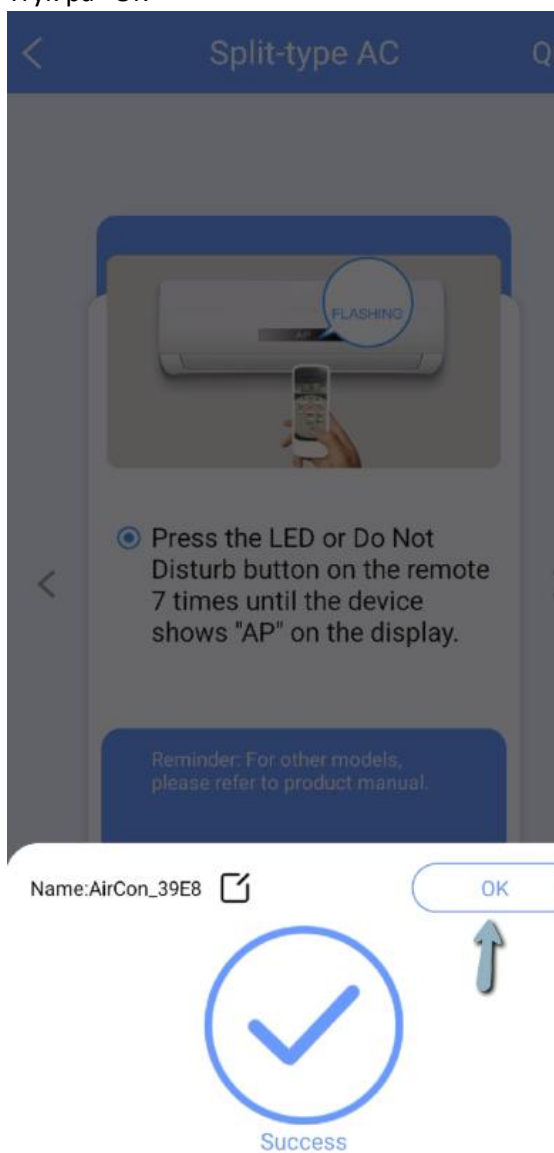 Split-type AC
Q
FLASHING
AP
Press the LED or Do Not
Disturb button on the remote
7 times until the device
shows "AP" on the display.
Reminder: For other models,
please refer to product manual.
Name:AirCon_39E8
OK
Success